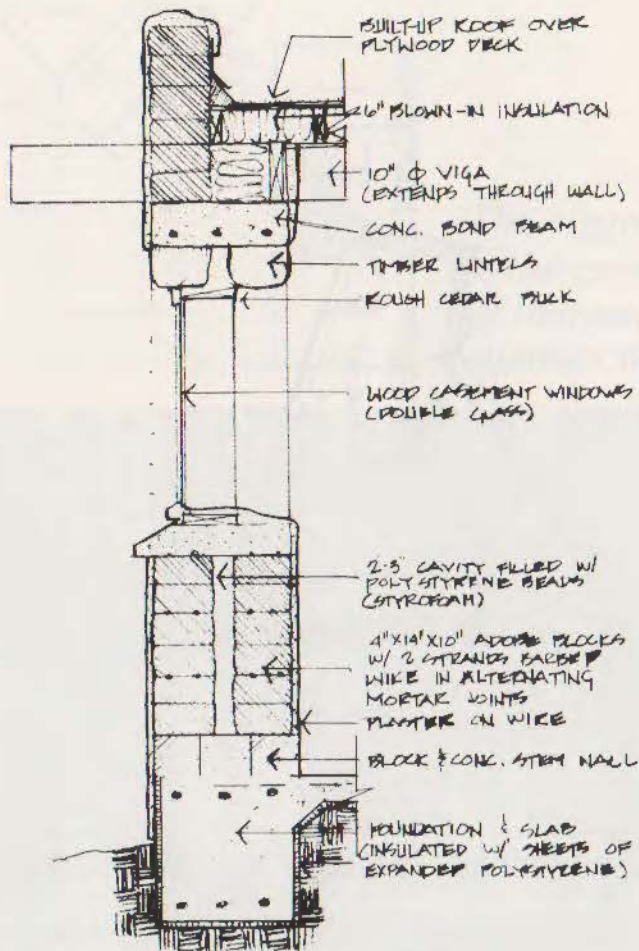 BUILT-UP ROOF OVER
PLYWOOD DECK
6" BLOWN-IN INSULATION
10" Φ VIGA
(EXTENDS THROUGH WALL)
CONC. BOND BEAM
TIMBER LINTELS
ROUGH CEDAR BUCK
WOOD CASEMENT WINDOWS
(DOUBLE GLASS)
2-3" CAVITY FILLED W/
POLYSTYRENE BEADS
(STYROFOAM)
4"X14"X10" ADOBE BLOCKS
W/ 2 STRANDS BARBED
WIRE IN ALTERNATING
MORTAR JOINTS
PLASTER ON WIRE
BLOCK & CONC. STEM WALL
FOUNDATION & SLAB
(INSULATED W/ SHEETS OF
EXPANDED POLYSTYRENE)